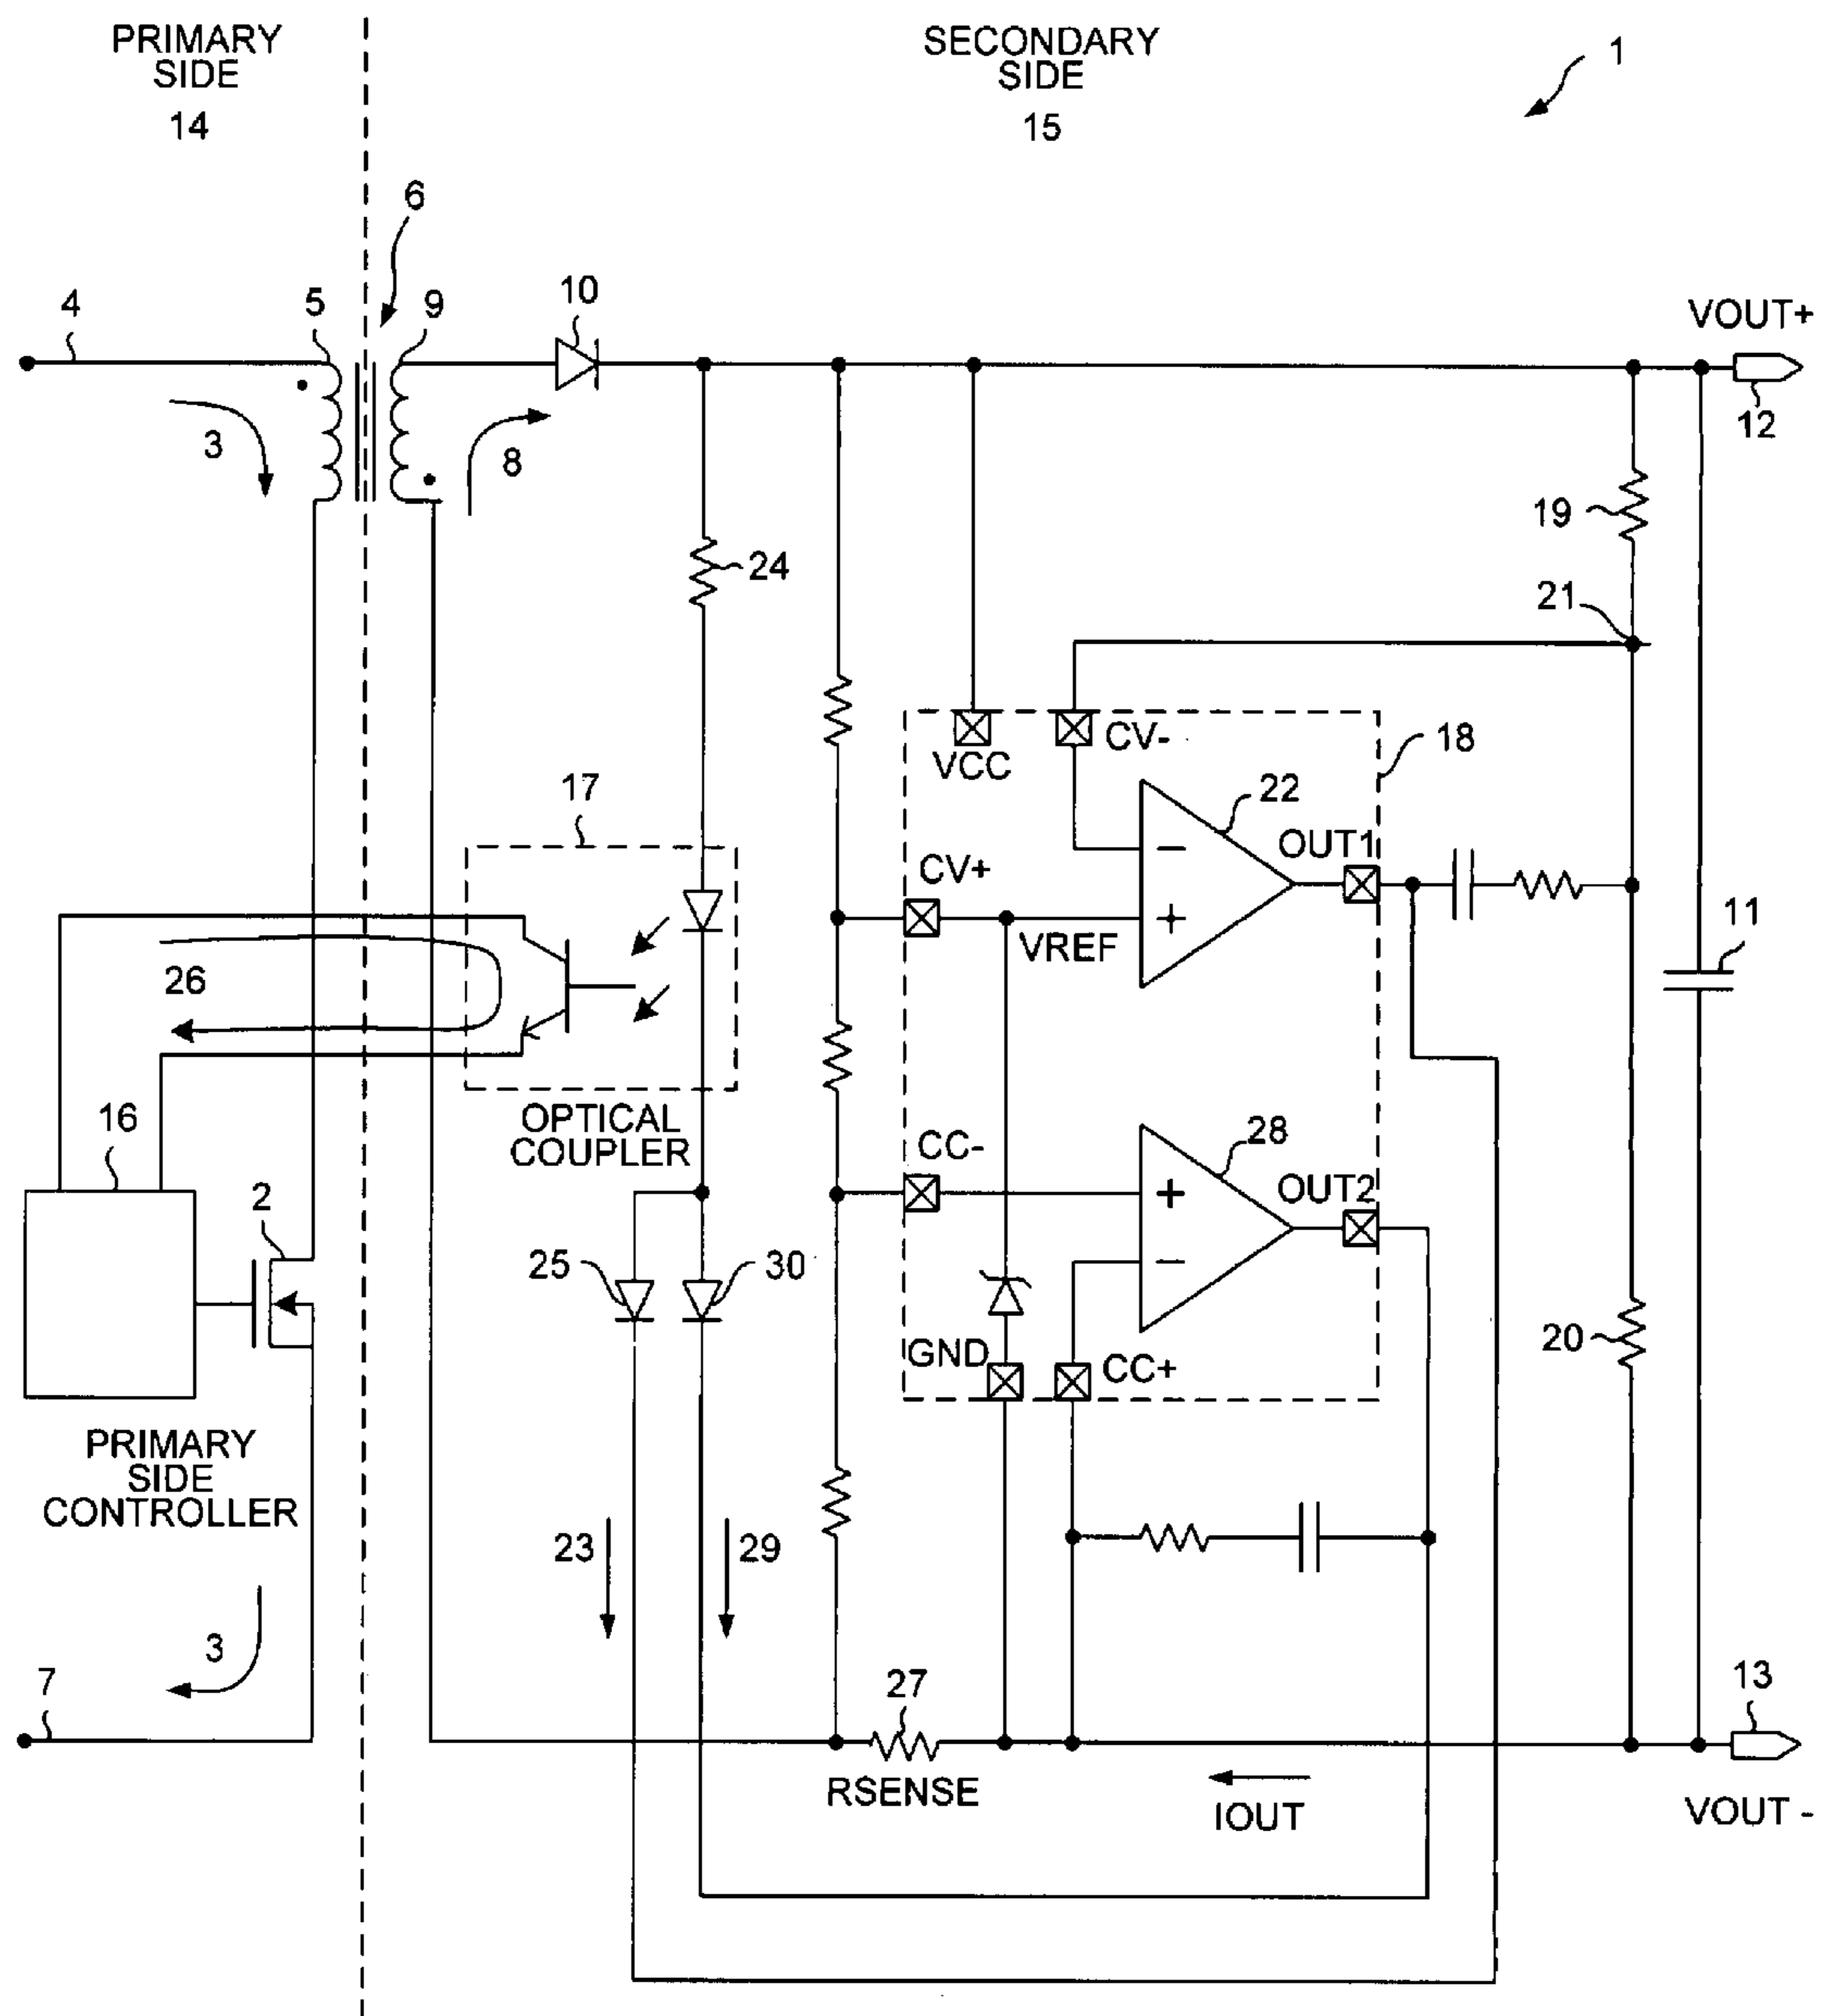 PRIMARY
SIDE
14
SECONDARY
SIDE
15
1
6
4
5
9
10
VOUT+
12
3
8
19
24
21
11
17
VCC
CV-
18
22
OUT1
CV+
VREF
26
16
OPTICAL
COUPLER
CC-
28
OUT2
2
25
30
GND
CC+
20
PRIMARY
SIDE
CONTROLLER
23
29
3
7
27
13
RSENSE
IOUT
VOUT -